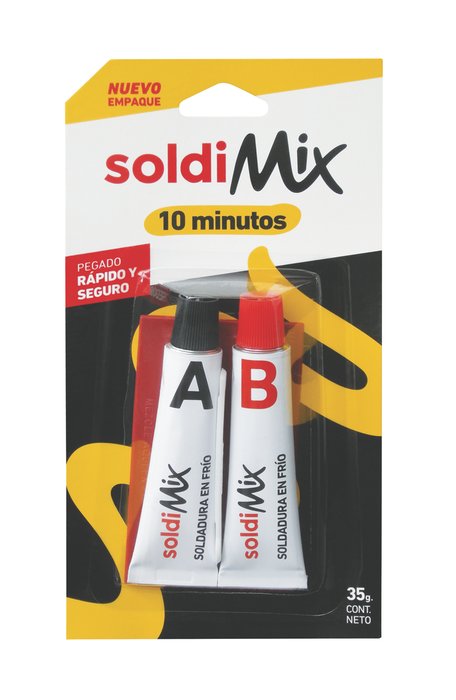 NUEVO
EMPAQUE
soldiMix
10 minutos
PEGADO
RÁPIDO Y
SEGURO
A
B
soldiMix
SOLDADURA EN FRÍO
soldiMix
SOLDADURA EN FRÍO
35g.
CONT.
NETO